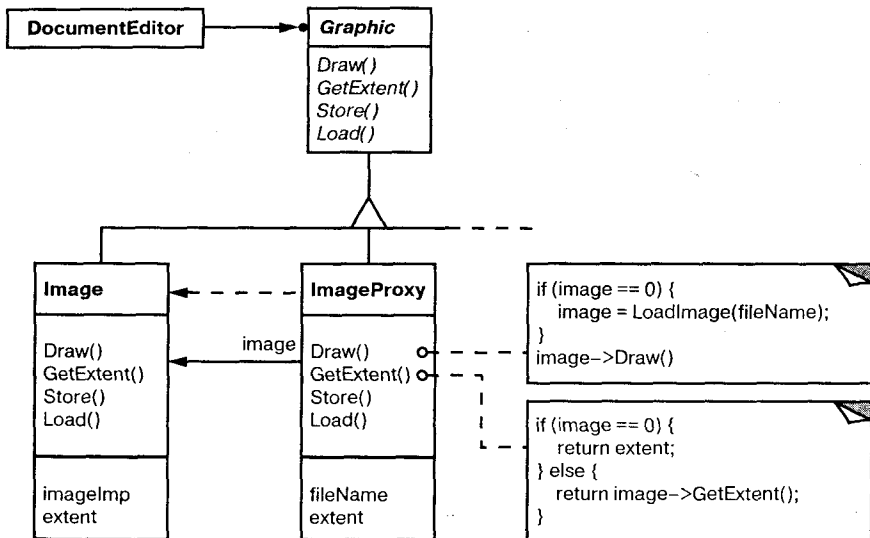 DocumentEditor
Graphic
Draw()
GetExtent()
Store()
Load()
Image
Draw()
GetExtent()
Store()
Load()
imageImp
extent
image
ImageProxy
Draw()
GetExtent()
Store()
Load()
fileName
extent
if (image == 0) {
image = LoadImage(fileName);
}
image->Draw()
if (image == 0) {
return extent;
} else {
return image->GetExtent();
}